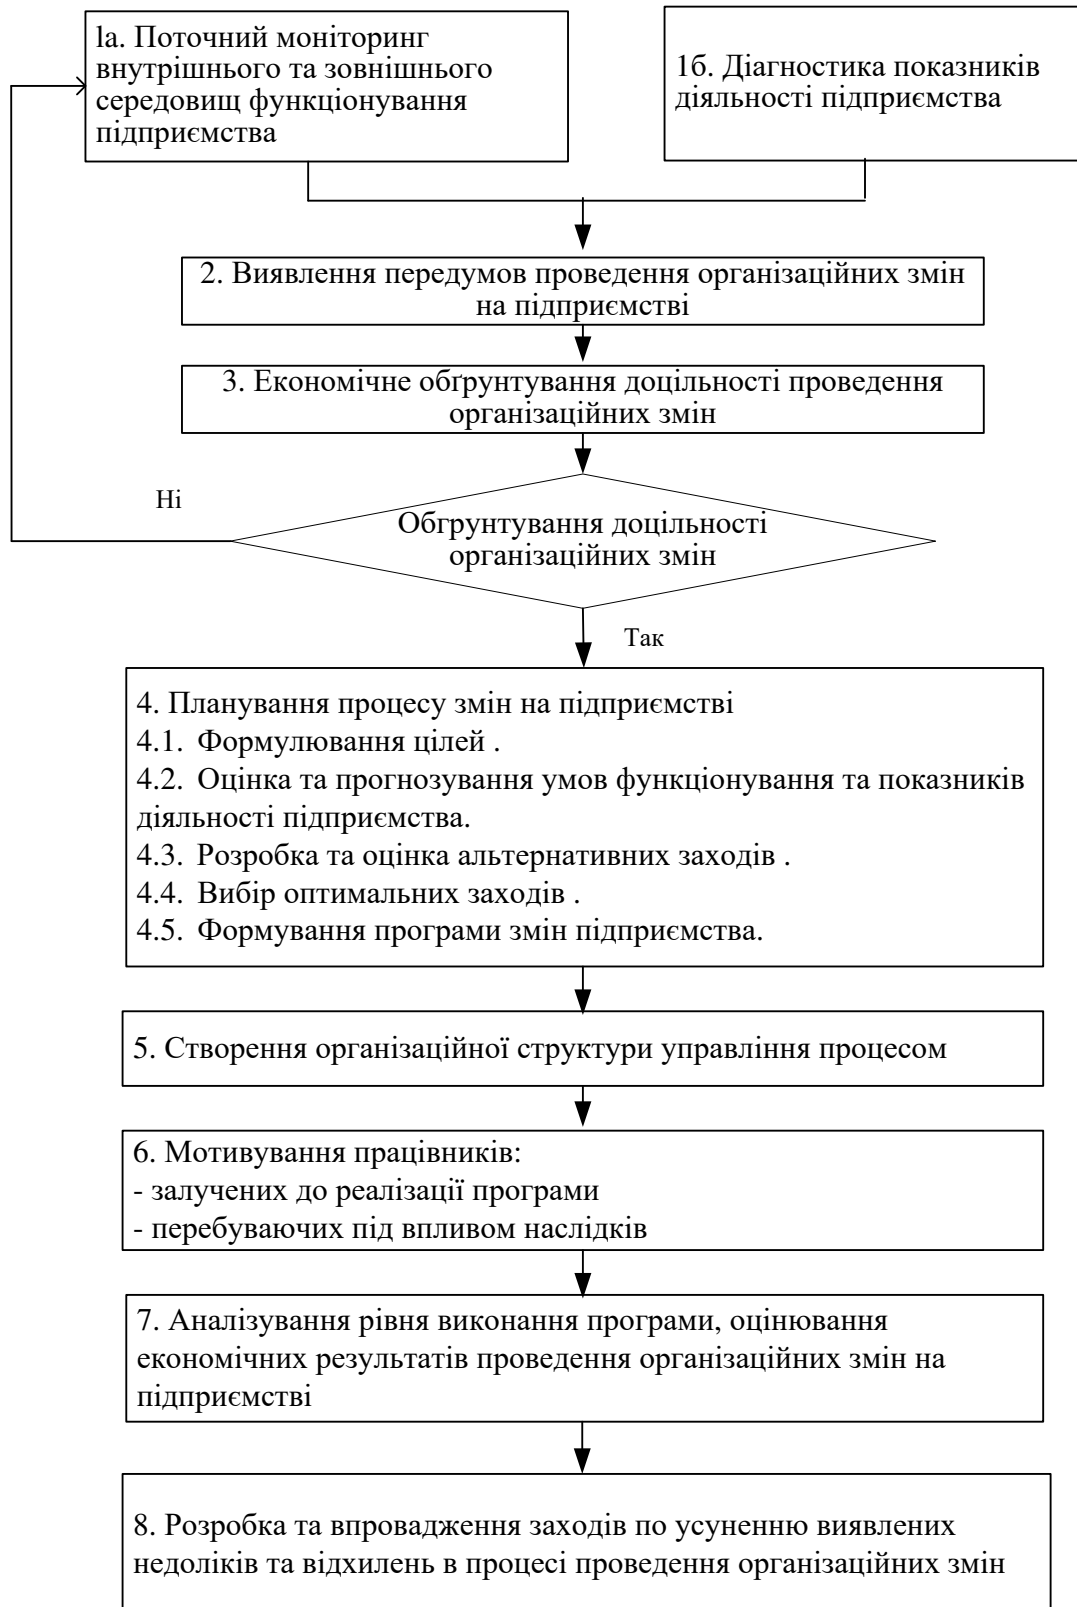 1а. Поточний моніторинг
внутрішнього та зовнішнього
середовищ функціонування
підприємства
1б. Діагностика показників
діяльності підприємства
2. Виявлення передумов проведення організаційних змін
на підприємстві
3. Економічне обґрунтування доцільності проведення
організаційних змін
Ні
Обгрунтування доцільності
організаційних змін
Так
4. Планування процесу змін на підприємстві
4.1. Формулювання цілей .
4.2. Оцінка та прогнозування умов функціонування та показників
діяльності підприємства.
4.3. Розробка та оцінка альтернативних заходів .
4.4. Вибір оптимальних заходів .
4.5. Формування програми змін підприємства.
5. Створення організаційної структури управління процесом
6. Мотивування працівників:
- залучених до реалізації програми
- перебуваючих під впливом наслідків
7. Аналізування рівня виконання програми, оцінювання
економічних результатів проведення організаційних змін на
підприємстві
8. Розробка та впровадження заходів по усуненню виявлених
недоліків та відхилень в процесі проведення організаційних змін